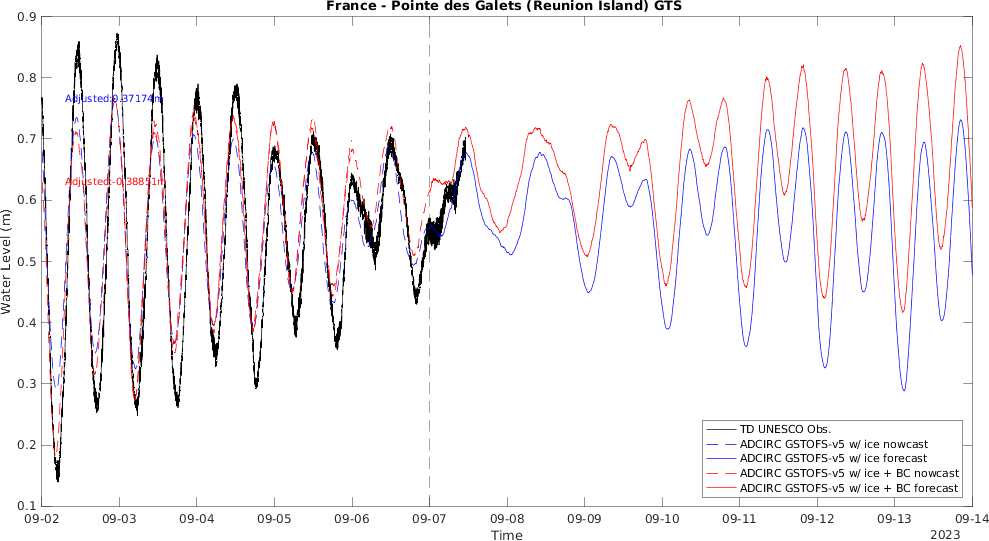 France - Pointe des Galets (Reunion Island) GTS
0.9
0.8
0.7
0.6
0.5
0.4
0.3
0.2
0.1
Water Level (m)
Adjusted:0.37174m
Adjusted:-0.38851m
TD UNESCO Obs.
ADCIRC GSTOFS-v5 w/ ice nowcast
ADCIRC GSTOFS-v5 w/ ice forecast
ADCIRC GSTOFS-v5 w/ ice + BC nowcast
ADCIRC GSTOFS-v5 w/ ice + BC forecast
09-02 09-03 09-04 09-05 09-06 09-07 09-08 09-09 09-10 09-11 09-12 09-13 09-14
Time
2023